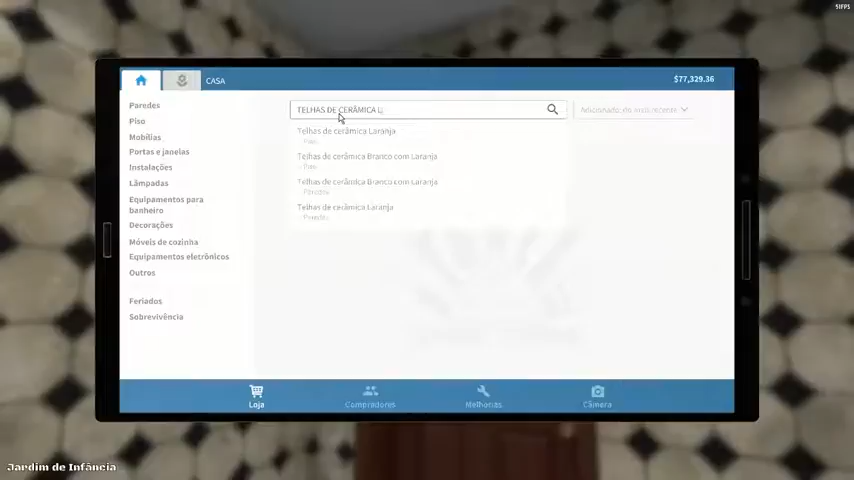 51FPS
CASA
$77,329.36
Paredes
Piso
Mobílias
Portas e janelas
Instalações
Lâmpadas
Equipamentos para
banheiro
Decorações
Móveis de cozinha
Equipamentos eletrônicos
Outros
Feriados
Sobrevivência
TELHAS DE CERÂMICA L
Adicionado: do mais recente
Telhas de cerâmica Laranja
Piso
Telhas de cerâmica Branco com Laranja
Piso
Telhas de cerâmica Branco com Laranja
Paredes
Telhas de cerâmica Laranja
Paredes
Loja
Compradores
Melhorias
Câmera
Jardim de Infância